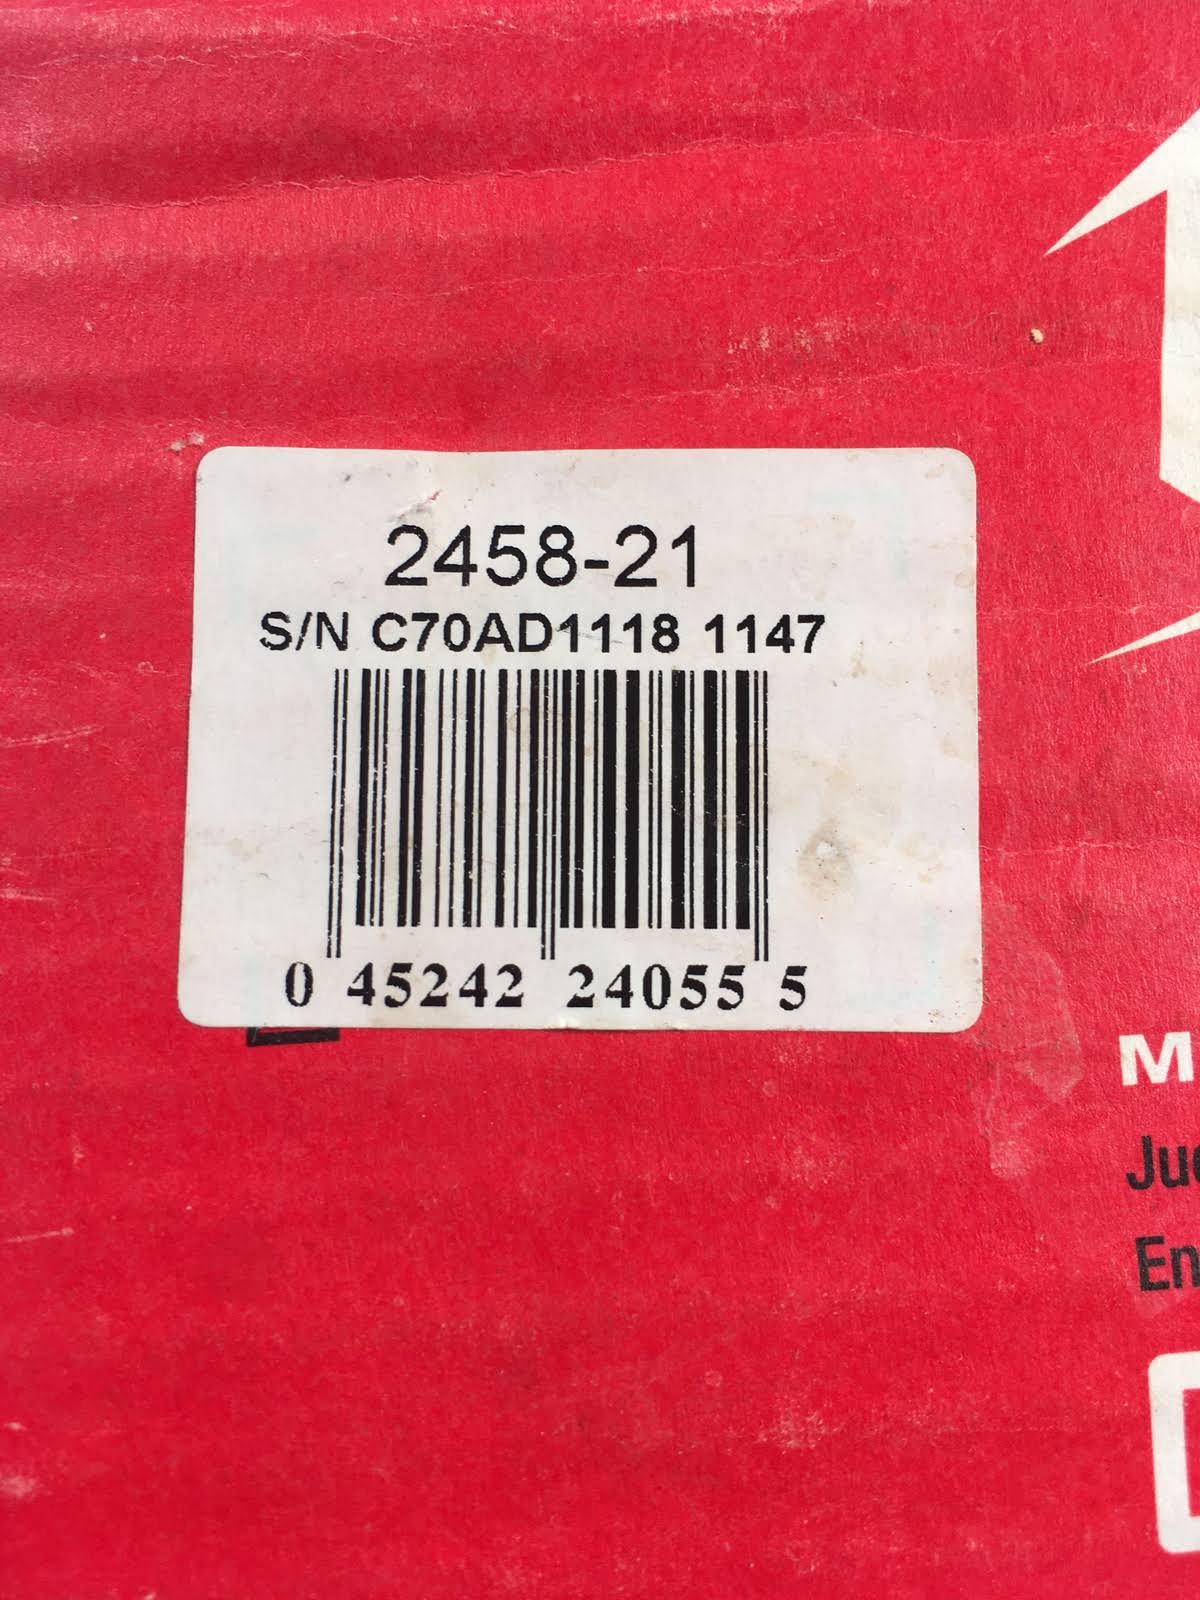 2458-21
S/N C70AD1118 1147
0 45242 24055 5
M
Ju
En